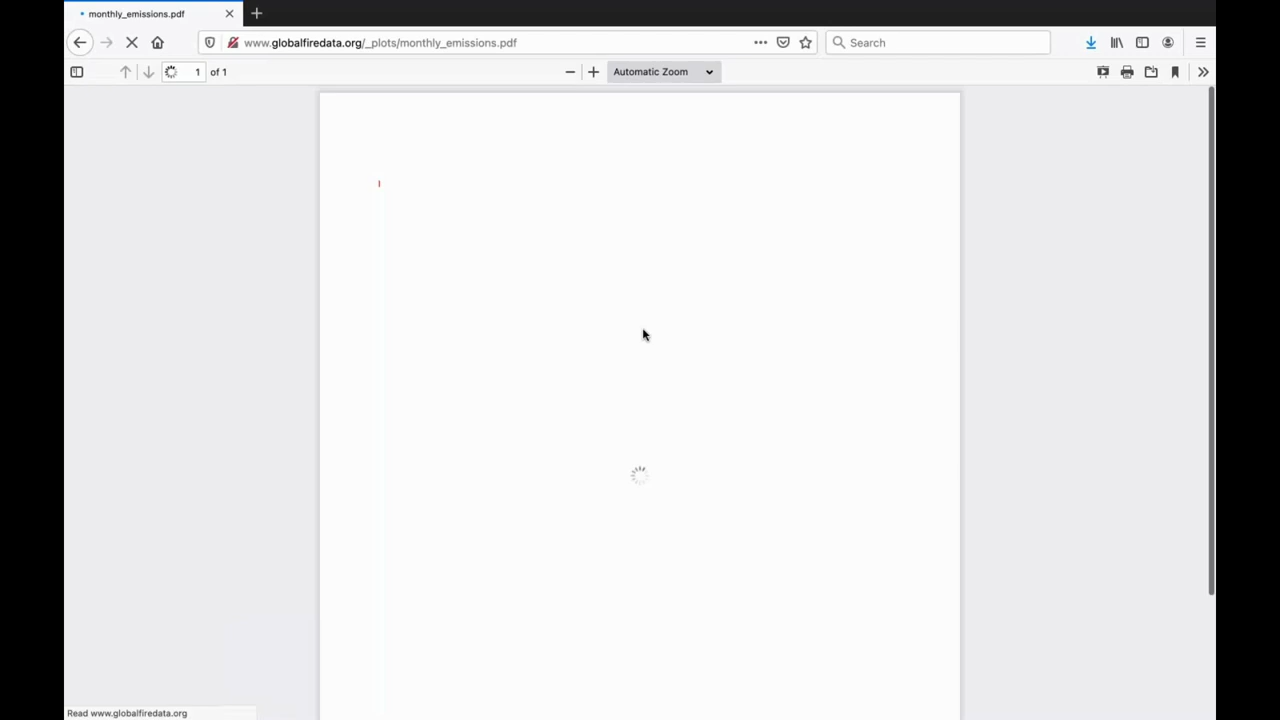 monthly_emissions.pdf
www.globalfiredata.org/_plots/monthly_emissions.pdf
Search
1 of 1
Automatic Zoom
Read www.globalfiredata.org